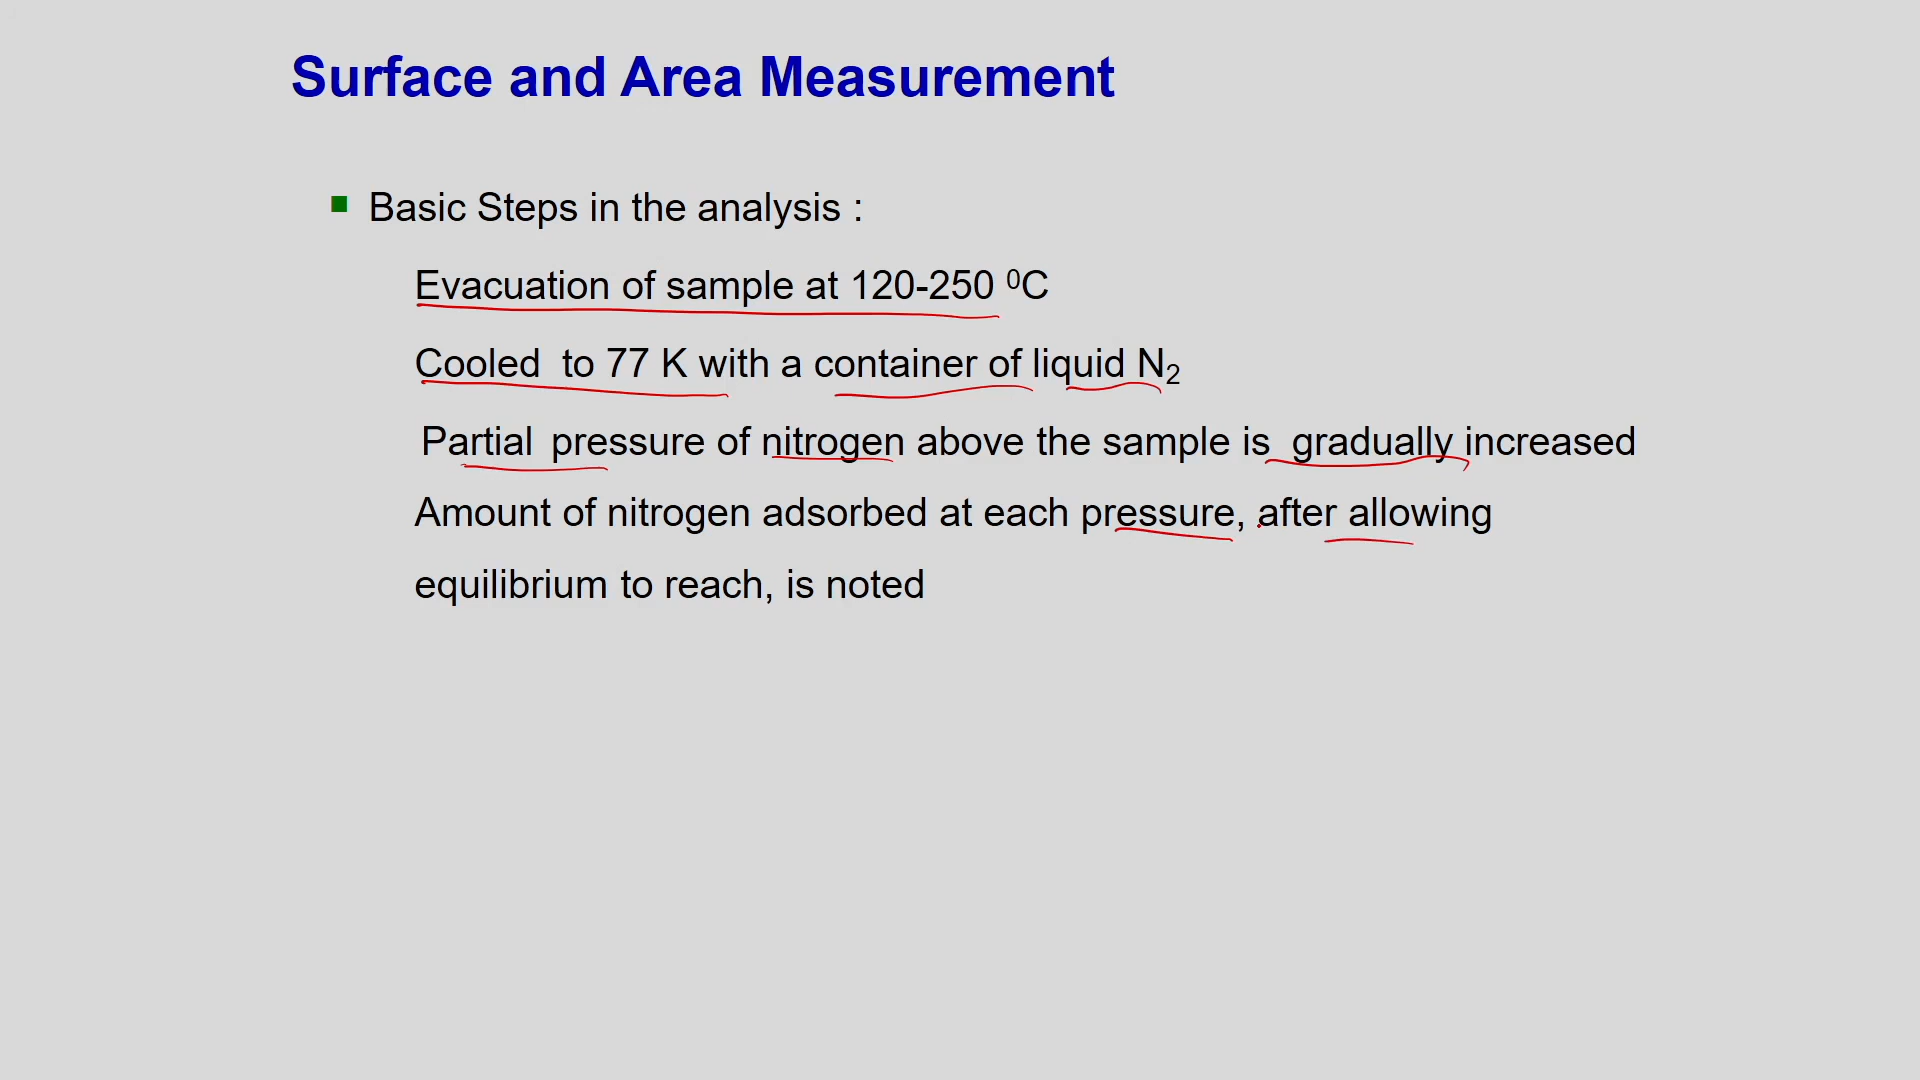 Surface and Area Measurement
Basic Steps in the analysis :
Evacuation of sample at 120-250 ⁰C
Cooled to 77 K with a container of liquid N₂
Partial pressure of nitrogen above the sample is gradually increased
Amount of nitrogen adsorbed at each pressure, after allowing
equilibrium to reach, is noted